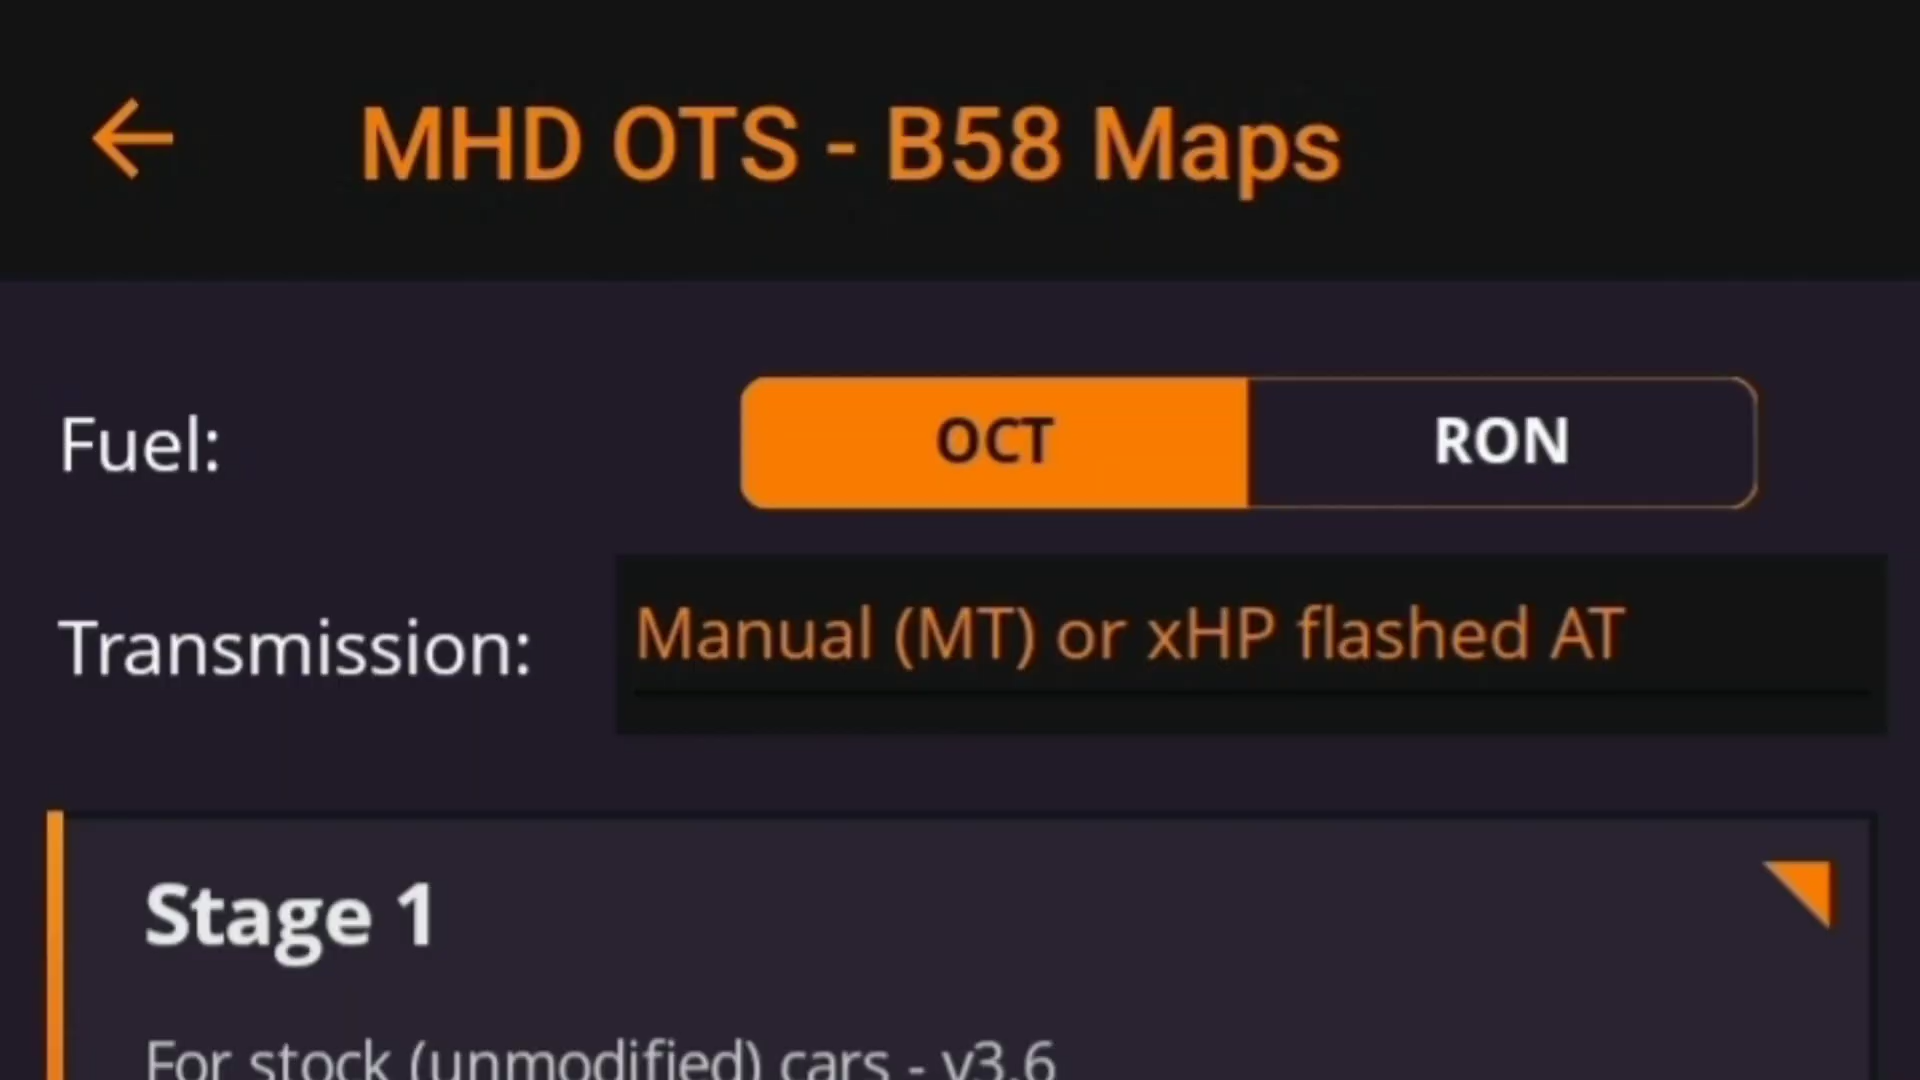 MHD OTS - B58 Maps
Fuel:
OCT
RON
Transmission:
Manual (MT) or xHP flashed AT
Stage 1
For stock (unmodified) cars - v3.6